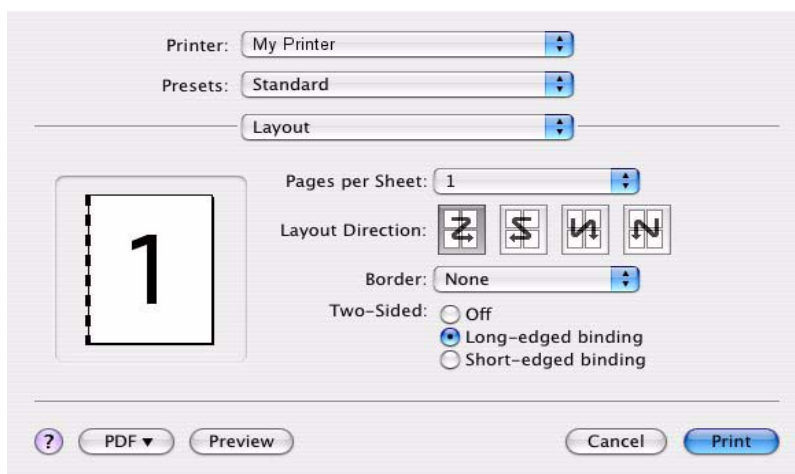 Printer: My Printer
Presets: Standard
Layout
Pages per Sheet: 1
Layout Direction:
Border: None
Two-Sided: Off
Long-edged binding
Short-edged binding
1
? PDF▼ Preview Cancel Print